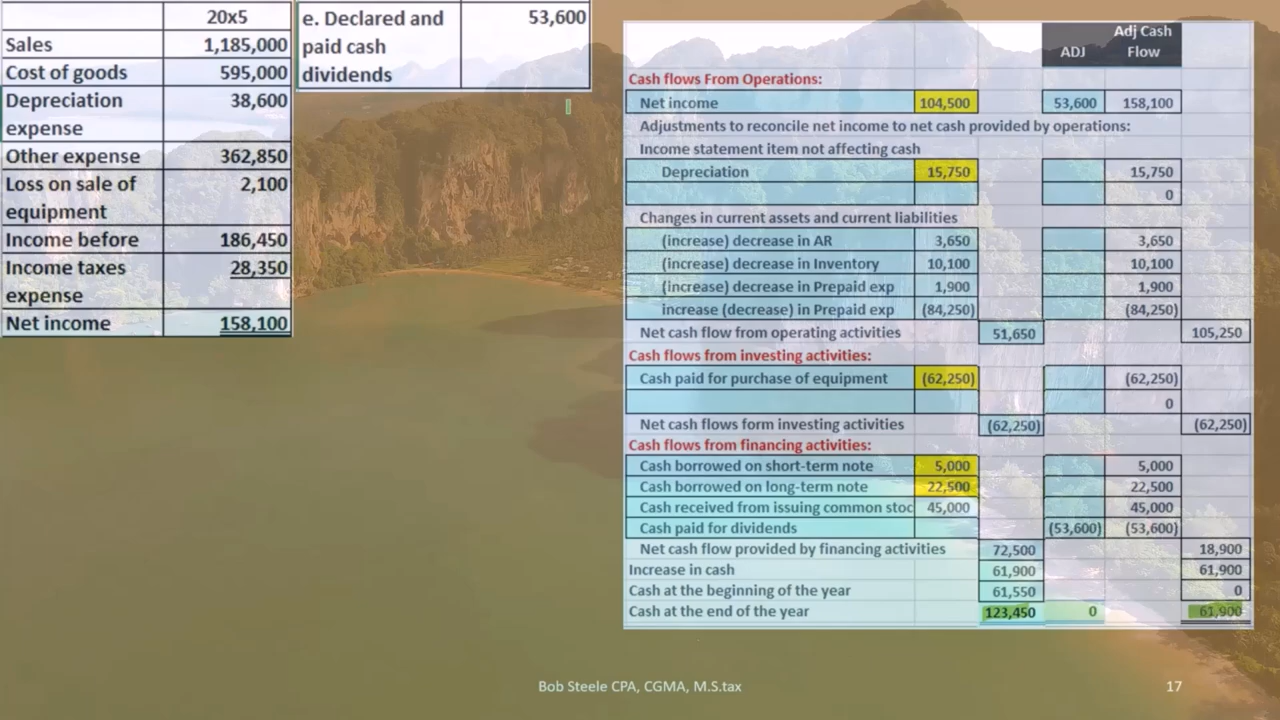 20x5
Sales 1,185,000
Cost of goods 595,000
Depreciation 38,600
expense
Other expense 362,850
Loss on sale of 2,100
equipment
Income before 186,450
Income taxes 28,350
expense
Net income 158,100
e. Declared and 53,600
paid cash
dividends
Adj Cash
ADJ Flow
Cash flows From Operations:
Net income 104,500 53,600 158,100
Adjustments to reconcile net income to net cash provided by operations:
Income statement item not affecting cash
Depreciation 15,750 15,750
0
Changes in current assets and current liabilities
(increase) decrease in AR 3,650 3,650
(increase) decrease in Inventory 10,100 10,100
(increase) decrease in Prepaid exp 1,900 1,900
increase (decrease) in Prepaid exp (84,250) (84,250)
Net cash flow from operating activities 51,650 105,250
Cash flows from investing activities:
Cash paid for purchase of equipment (62,250) (62,250)
0
Net cash flows form investing activities (62,250) (62,250)
Cash flows from financing activities:
Cash borrowed on short-term note 5,000 5,000
Cash borrowed on long-term note 22,500 22,500
Cash received from issuing common stoc 45,000 45,000
Cash paid for dividends (53,600) (53,600)
Net cash flow provided by financing activities 72,500 18,900
Increase in cash 61,900 61,900
Cash at the beginning of the year 61,550 0
Cash at the end of the year 123,450 0 61,900
Bob Steele CPA, CGMA, M.S.tax 17